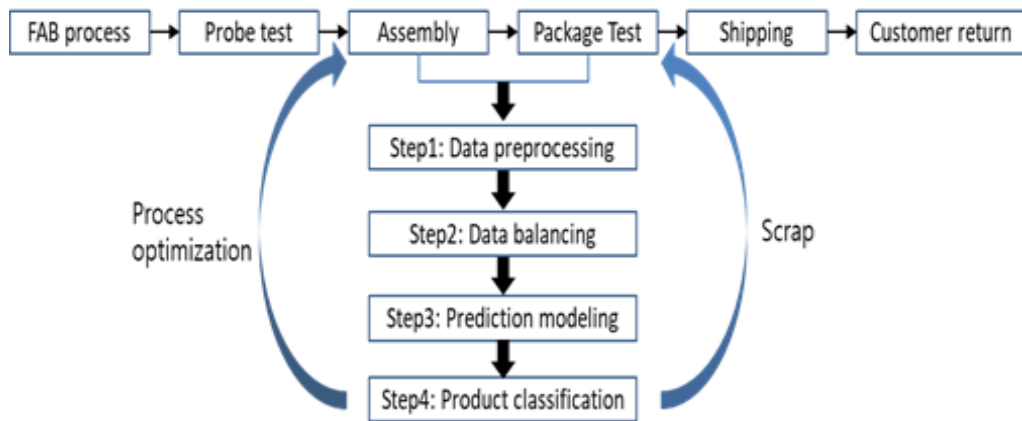 FAB process
Probe test
Assembly
Package Test
Shipping
Customer return
Step1: Data preprocessing
Process
optimization
Step2: Data balancing
Scrap
Step3: Prediction modeling
Step4: Product classification